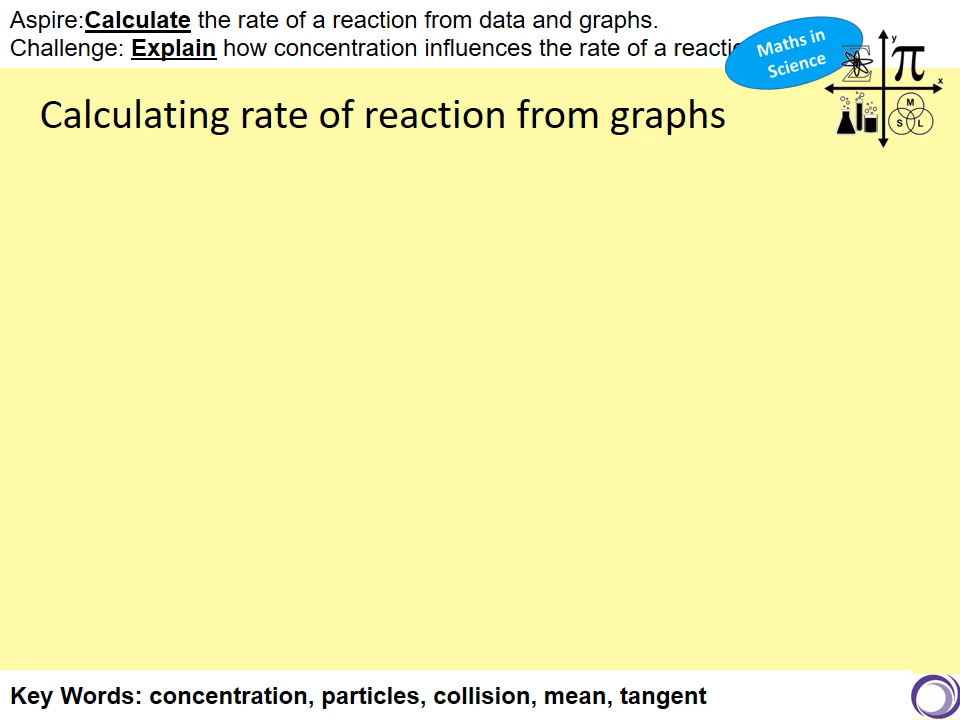 Aspire:Calculate the rate of a reaction from data and graphs.
Challenge: Explain how concentration influences the rate of a reactio
Maths in
Science
y
π
x
M
S L
Calculating rate of reaction from graphs
Key Words: concentration, particles, collision, mean, tangent